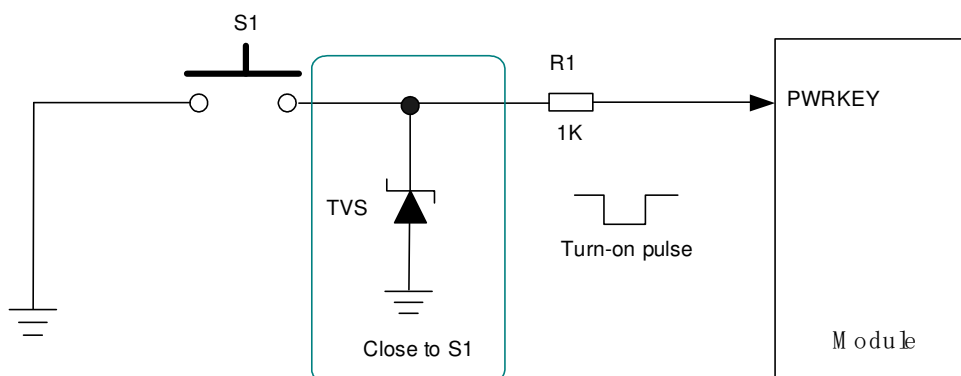 S1
R1
PWRKEY
1K
TVS
Turn-on pulse
Close to S1
Module